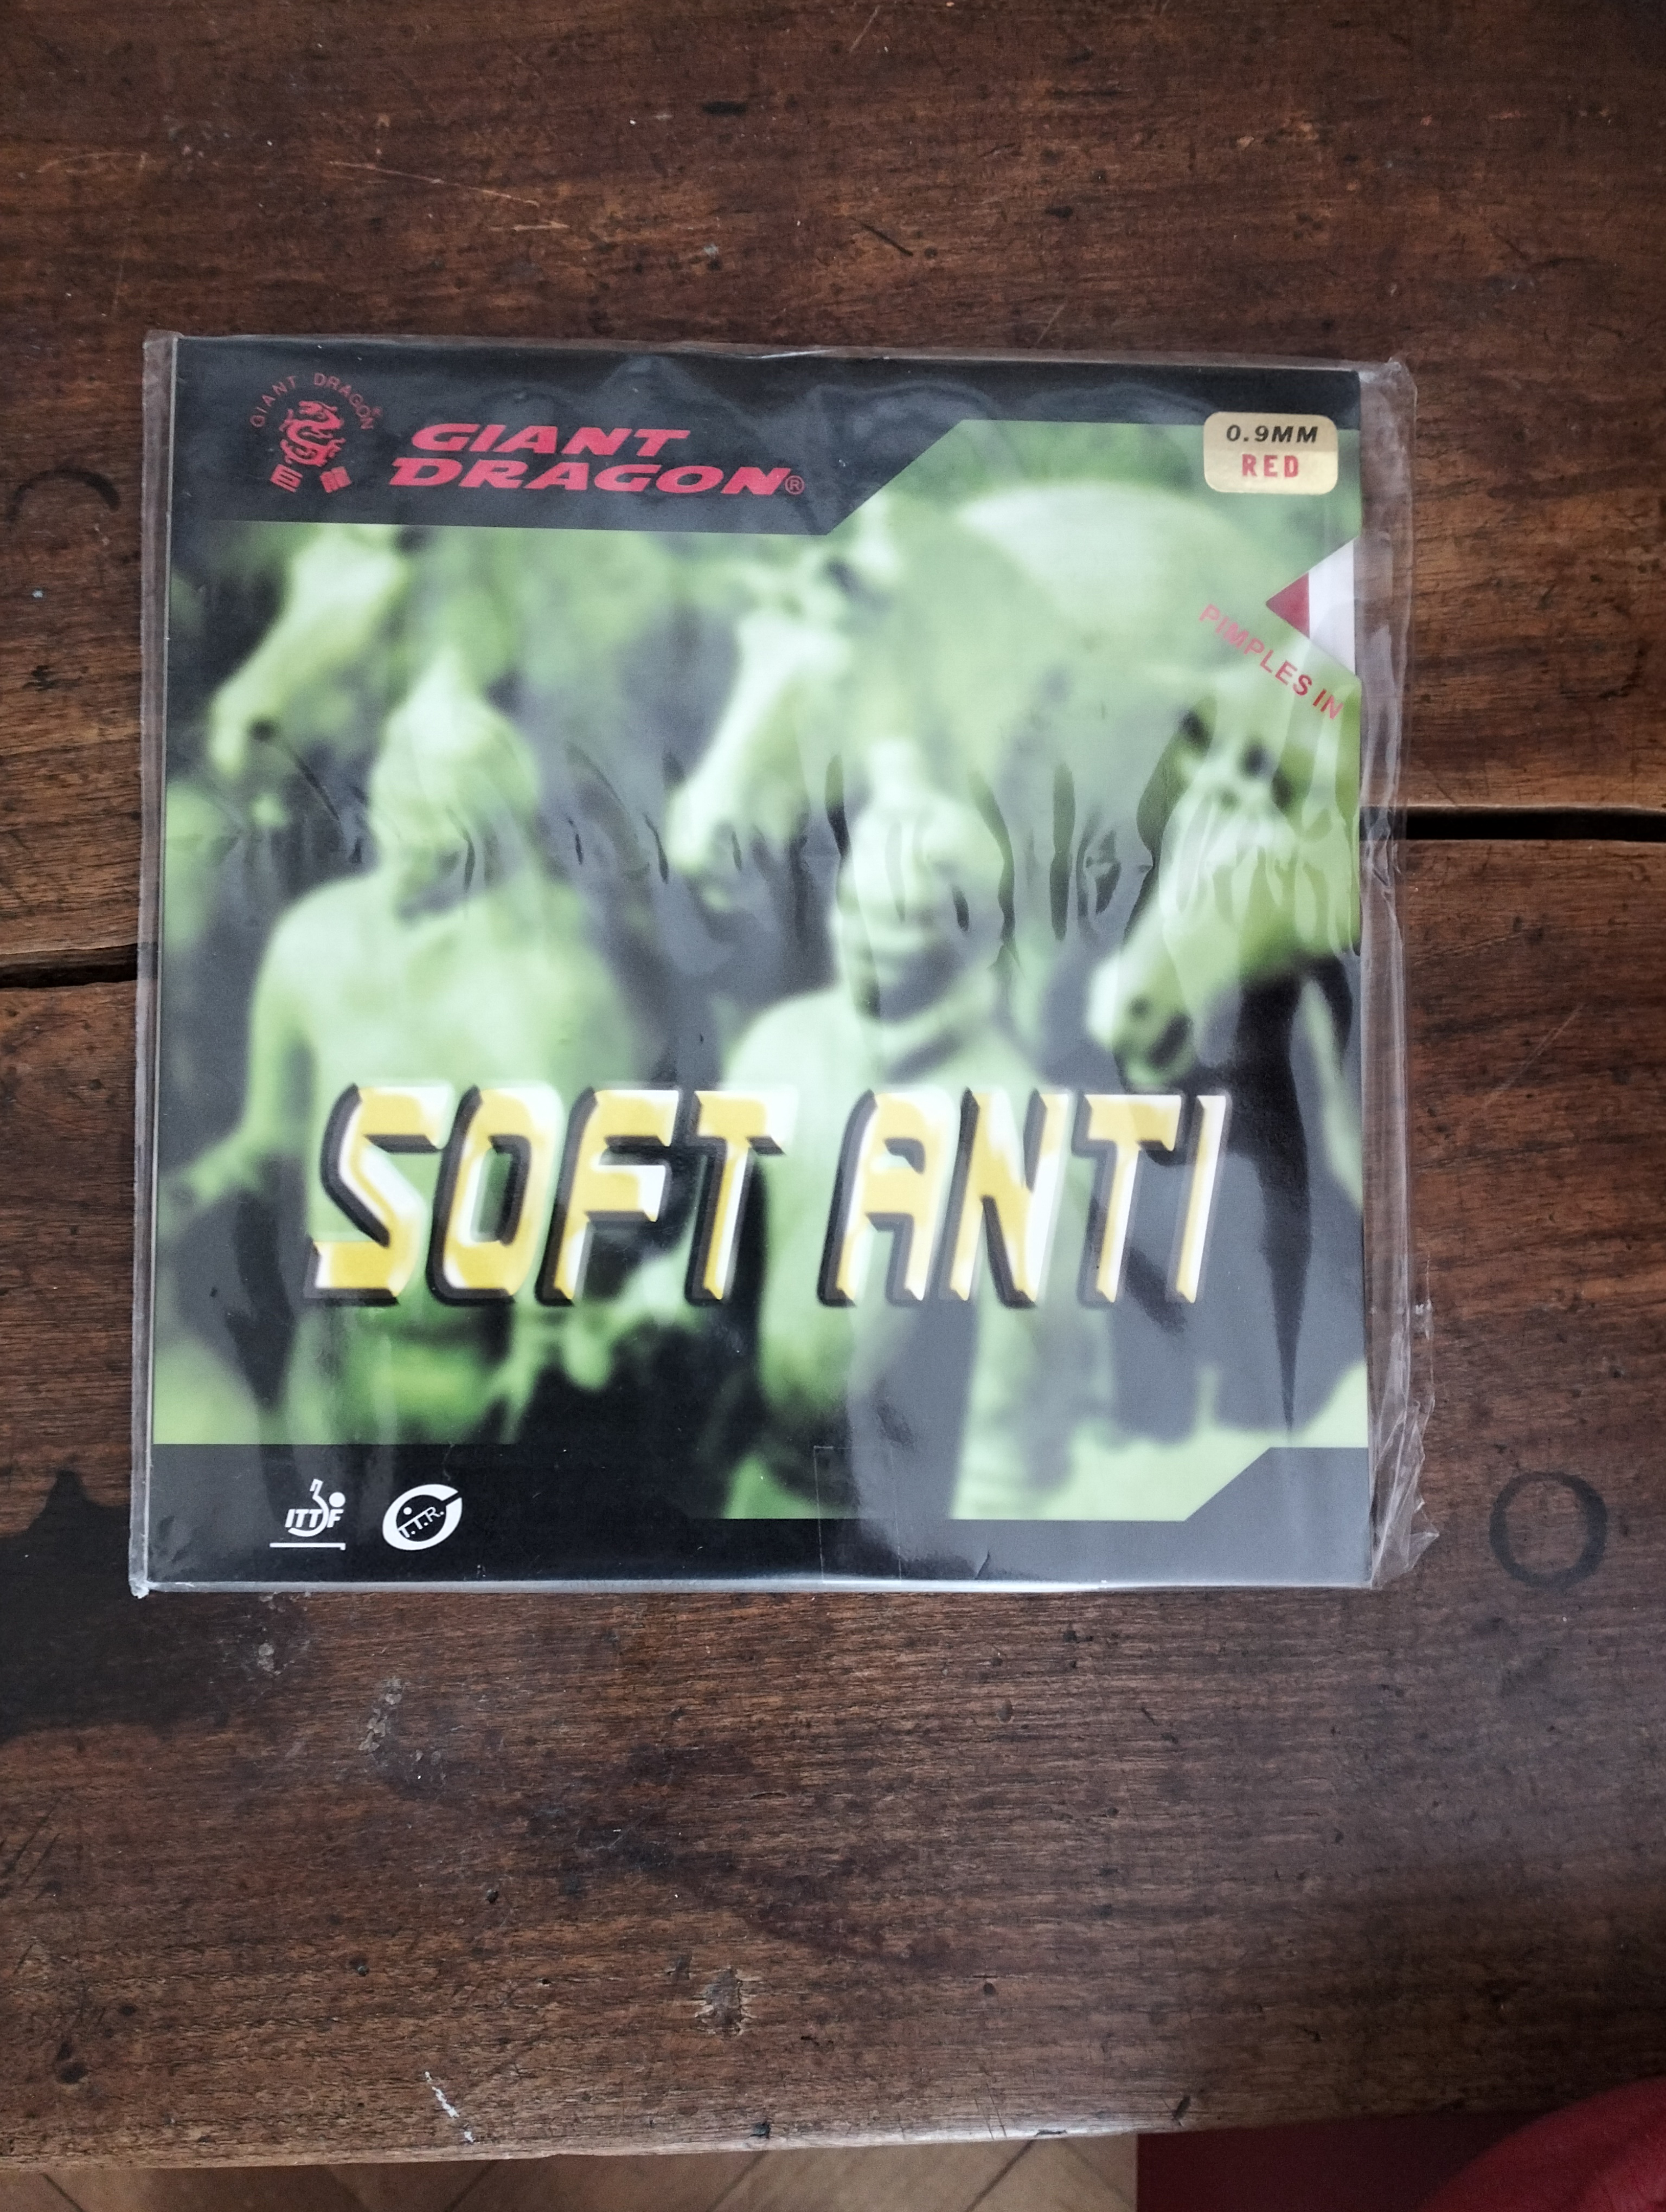 GIANT DRAGON
GIANT
DRAGON®
0.9MM
RED
PIMPLES IN
SOFT ANTI
ITTF
T.T.R.